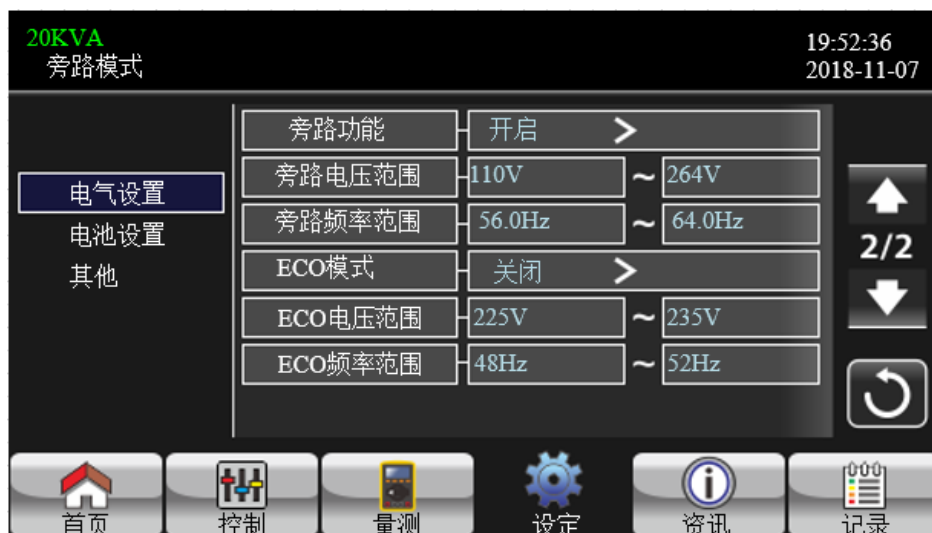 20KVA
旁路模式
19:52:36
2018-11-07
电气设置
电池设置
其他
旁路功能 开启 >
旁路电压范围 110V ~ 264V
旁路频率范围 56.0Hz ~ 64.0Hz
ECO模式 关闭 >
ECO电压范围 225V ~ 235V
ECO频率范围 48Hz ~ 52Hz
2/2
首页 控制 量测 设定 资讯 记录